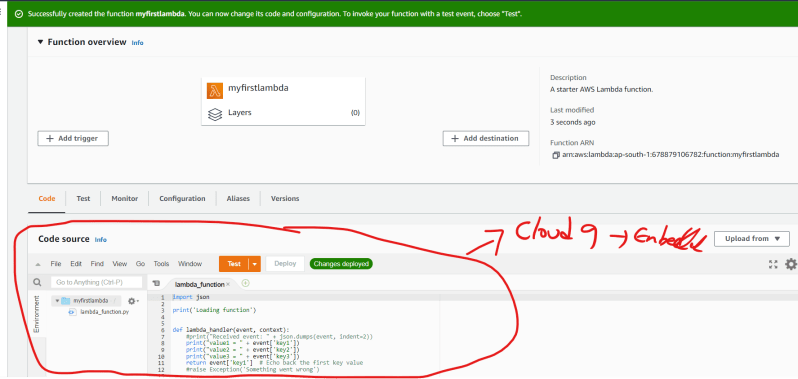 Successfully created the function myfirstlambda. You can now change its code and configuration. To invoke your function with a test event, choose "Test".
▼ Function overview Info
myfirstlambda
Layers (0)
+ Add trigger
+ Add destination
Description
A starter AWS Lambda function.
Last modified
3 seconds ago
Function ARN
arn:aws:lambda:ap-south-1:678879106782:function:myfirstlambda
Code Test Monitor Configuration Aliases Versions
Code source Info
Cloud 9 →
Upload from ▼
File Edit Find View Go Tools Window Test Deploy Changes deployed
Go to Anything (Ctrl-P)
lambda_function ×
Environment
myfirstlambda
lambda_function.py
1 import json
2
3 print('Loading function')
4
5
6 def lambda_handler(event, context):
7 #print("Received event: " + json.dumps(event, indent=2))
8 print("value1 = " + event['key1'])
9 print("value2 = " + event['key2'])
10 print("value3 = " + event['key3'])
11 return event['key1'] # Echo back the first key value
12 #raise Exception('Something went wrong')